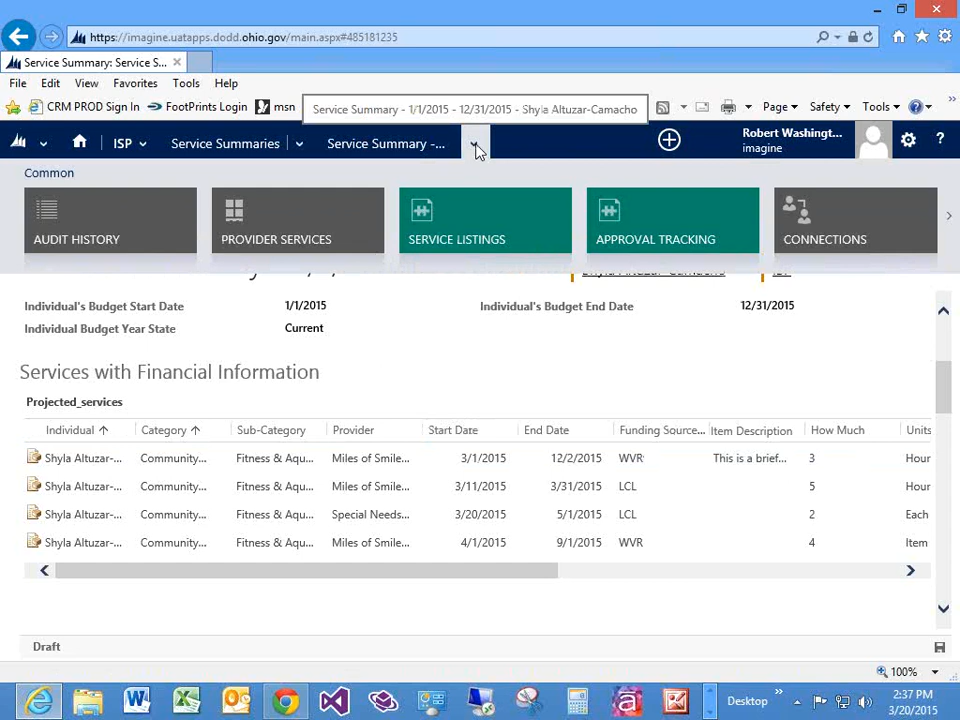 https://imagine.uatapps.dodd.ohio.gov/main.aspx#485181235
Service Summary: Service S...
File Edit View Favorites Tools Help
CRM PROD Sign In FootPrints Login msn Page Safety Tools
Service Summary - 1/1/2015 - 12/31/2015 - Shyla Altuzar-Camacho
ISP Service Summaries Service Summary -... Robert Washingt...
imagine
Common
AUDIT HISTORY PROVIDER SERVICES SERVICE LISTINGS APPROVAL TRACKING CONNECTIONS
Individual's Budget Start Date 1/1/2015 Individual's Budget End Date 12/31/2015
Individual Budget Year State Current
Services with Financial Information
Projected_services
Individual Category Sub-Category Provider Start Date End Date Funding Source... Item Description How Much Units
Shyla Altuzar-... Community... Fitness & Aqu... Miles of Smile... 3/1/2015 12/2/2015 WVR This is a brief... 3 Hour
Shyla Altuzar-... Community... Fitness & Aqu... Miles of Smile... 3/11/2015 3/31/2015 LCL 5 Hour
Shyla Altuzar-... Community... Fitness & Aqu... Special Needs... 3/20/2015 5/1/2015 LCL 2 Each
Shyla Altuzar-... Community... Fitness & Aqu... Miles of Smile... 4/1/2015 9/1/2015 WVR 4 Item
Draft
100%
Desktop 2:37 PM
3/20/2015